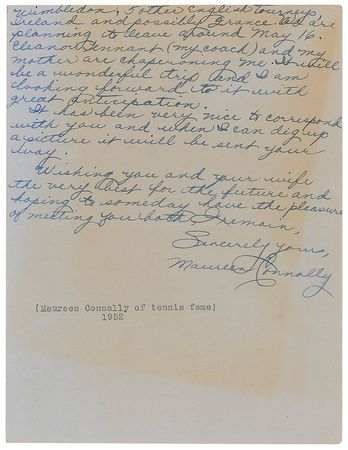 Wimbledon, 5 other English tourneys,
Ireland and possibly France. We are
planning to leave around May 16.
Eleanor Tennant (my coach) and my
mother are chaperoning me. It will
be a wonderful trip and I am
looking forward to it with
great anticipation.
It has been very nice to correspond
with you and when I can dig up
a picture it will be sent your
way.
Wishing you and your wife
the very best for the future and
hoping to someday have the pleasure
of meeting you both, I remain,
Sincerely yours,
Maureen Connolly
(Maureen Connally of tennis fame)
1952